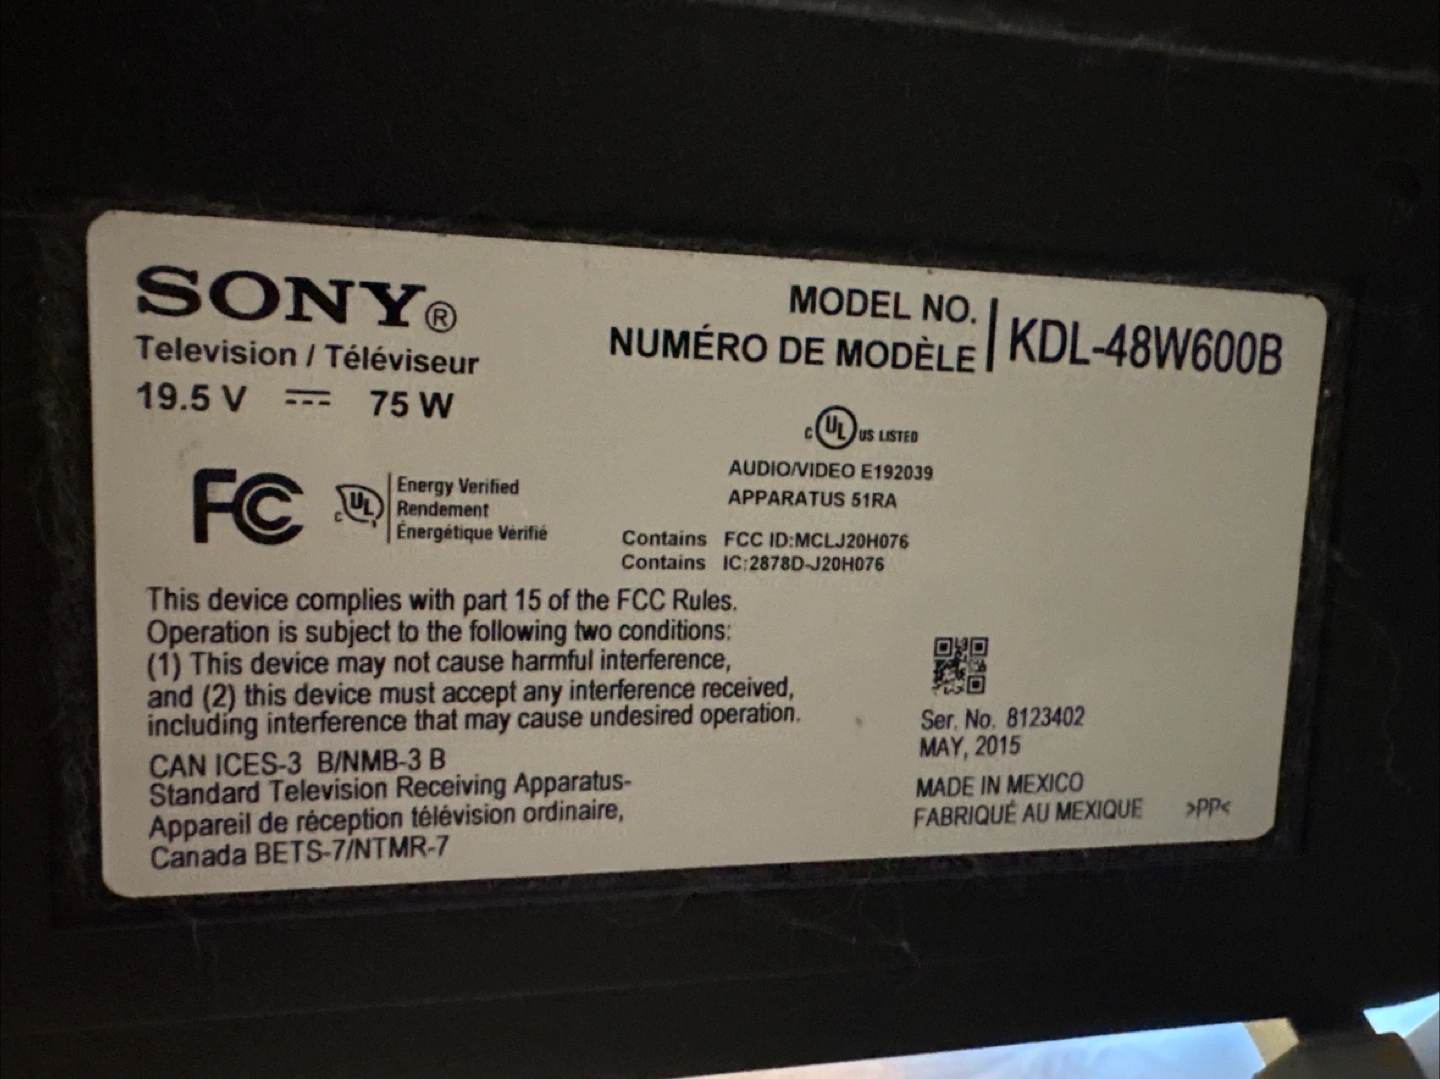 SONY®
Television / Téléviseur
19.5 V ⎓ 75 W
MODEL NO.
NUMÉRO DE MODÈLE
KDL-48W600B
FC
c UL
Energy Verified
Rendement
Énergétique Vérifié
c UL US LISTED
AUDIO/VIDEO E192039
APPARATUS 51RA
Contains FCC ID:MCLJ20H076
Contains IC:2878D-J20H076
This device complies with part 15 of the FCC Rules.
Operation is subject to the following two conditions:
(1) This device may not cause harmful interference,
and (2) this device must accept any interference received,
including interference that may cause undesired operation.
CAN ICES-3 B/NMB-3 B
Standard Television Receiving Apparatus-
Appareil de réception télévision ordinaire,
Canada BETS-7/NTMR-7
Ser. No. 8123402
MAY, 2015
MADE IN MEXICO
FABRIQUÉ AU MEXIQUE >PP<